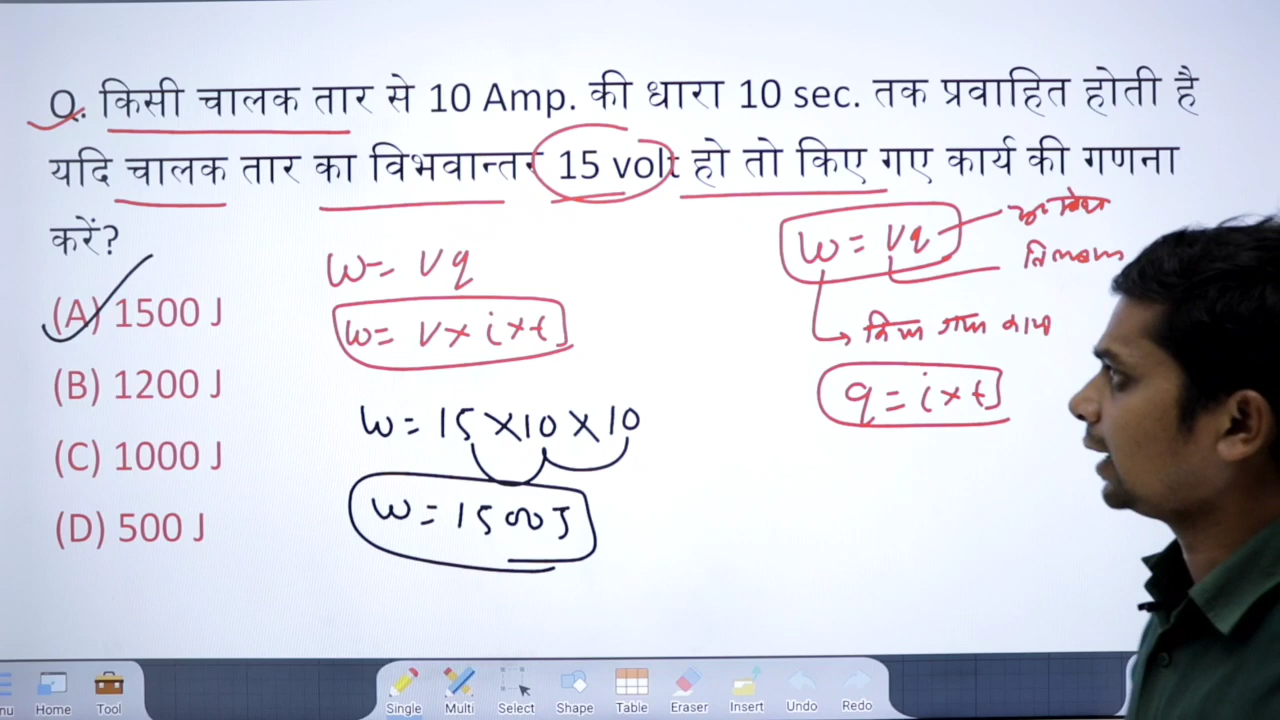 Q. किसी चालक तार से 10 Amp. की धारा 10 sec. तक प्रवाहित होती है
यदि चालक तार का विभवान्तर 15 volt हो तो किए गए कार्य की गणना
करें?
(A) 1500 J
(B) 1200 J
(C) 1000 J
(D) 500 J
W = Vq
W = V × i × t
W = 15 × 10 × 10
W = 1500 J
W = Vq
q = i × t
nu
Home
Tool
Single
Multi
Select
Shape
Table
Eraser
Insert
Undo
Redo